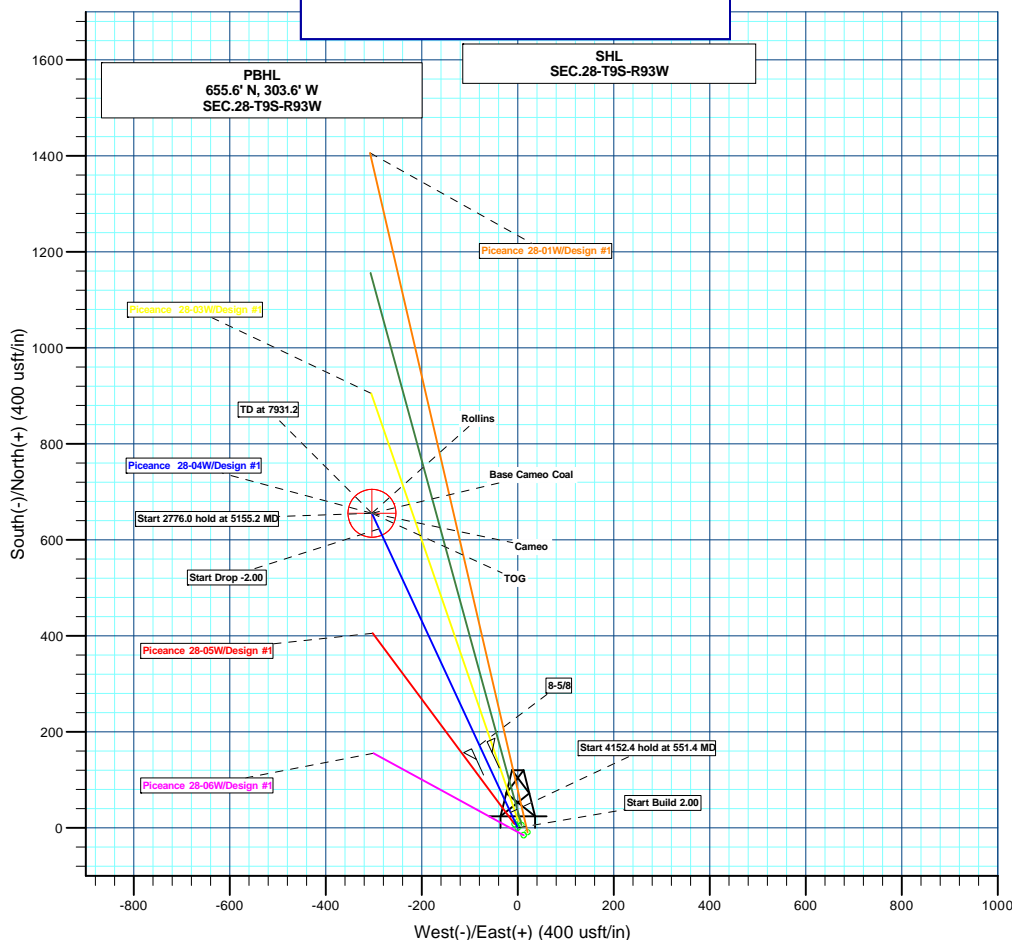 SHL
SEC.28-T9S-R93W
PBHL
655.6' N, 303.6' W
SEC.28-T9S-R93W
1600
1400
1200
1000
800
600
400
200
0
South(-)/North(+) (400 usft/in)
Piceance 28-01W/Design #1
Piceance 28-03W/Design #1
TD at 7931.2
Rollins
Piceance 28-04W/Design #1
Base Cameo Coal
Start 2776.0 hold at 5155.2 MD
Cameo
Start Drop -2.00
TOG
Piceance 28-05W/Design #1
8-5/8
Start 4152.4 hold at 551.4 MD
Piceance 28-06W/Design #1
Start Build 2.00
-800
-600
-400
-200
0
200
400
600
800
1000
West(-)/East(+) (400 usft/in)